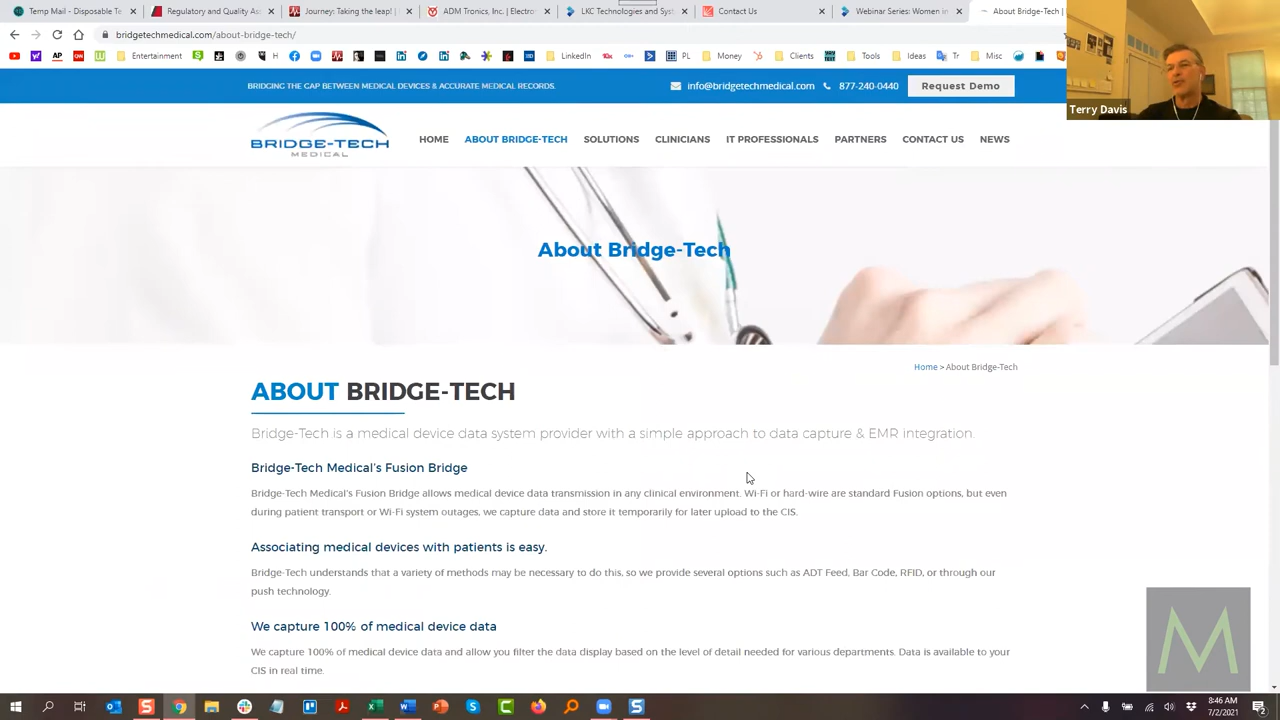 Temp Mail - Disposable Te
Regulatory and Quality As
Journey: Taking the leap! |
ADM Tronics, Inc. | Electro
LKC Technologies and Sys
Contact Us
Webinar Series: Women in
About Bridge-Tech |
bridgetechmedical.com/about-bridge-tech/
Entertainment
H
LinkedIn
PL
Money
Clients
Tools
Ideas
Tr
Misc
BRIDGING THE GAP BETWEEN MEDICAL DEVICES & ACCURATE MEDICAL RECORDS.
info@bridgetechmedical.com
877-240-0440
Request Demo
Terry Davis
BRIDGE-TECH
MEDICAL
HOME
ABOUT BRIDGE-TECH
SOLUTIONS
CLINICIANS
IT PROFESSIONALS
PARTNERS
CONTACT US
NEWS
About Bridge-Tech
Home > About Bridge-Tech
ABOUT BRIDGE-TECH
Bridge-Tech is a medical device data system provider with a simple approach to data capture & EMR integration.
Bridge-Tech Medical's Fusion Bridge
Bridge-Tech Medical's Fusion Bridge allows medical device data transmission in any clinical environment. Wi-Fi or hard-wire are standard Fusion options, but even
during patient transport or Wi-Fi system outages, we capture data and store it temporarily for later upload to the CIS.
Associating medical devices with patients is easy.
Bridge-Tech understands that a variety of methods may be necessary to do this, so we provide several options such as ADT Feed, Bar Code, RFID, or through our
push technology.
We capture 100% of medical device data
We capture 100% of medical device data and allow you filter the data display based on the level of detail needed for various departments. Data is available to your
CIS in real time.
M
8:46 AM
7/2/2021